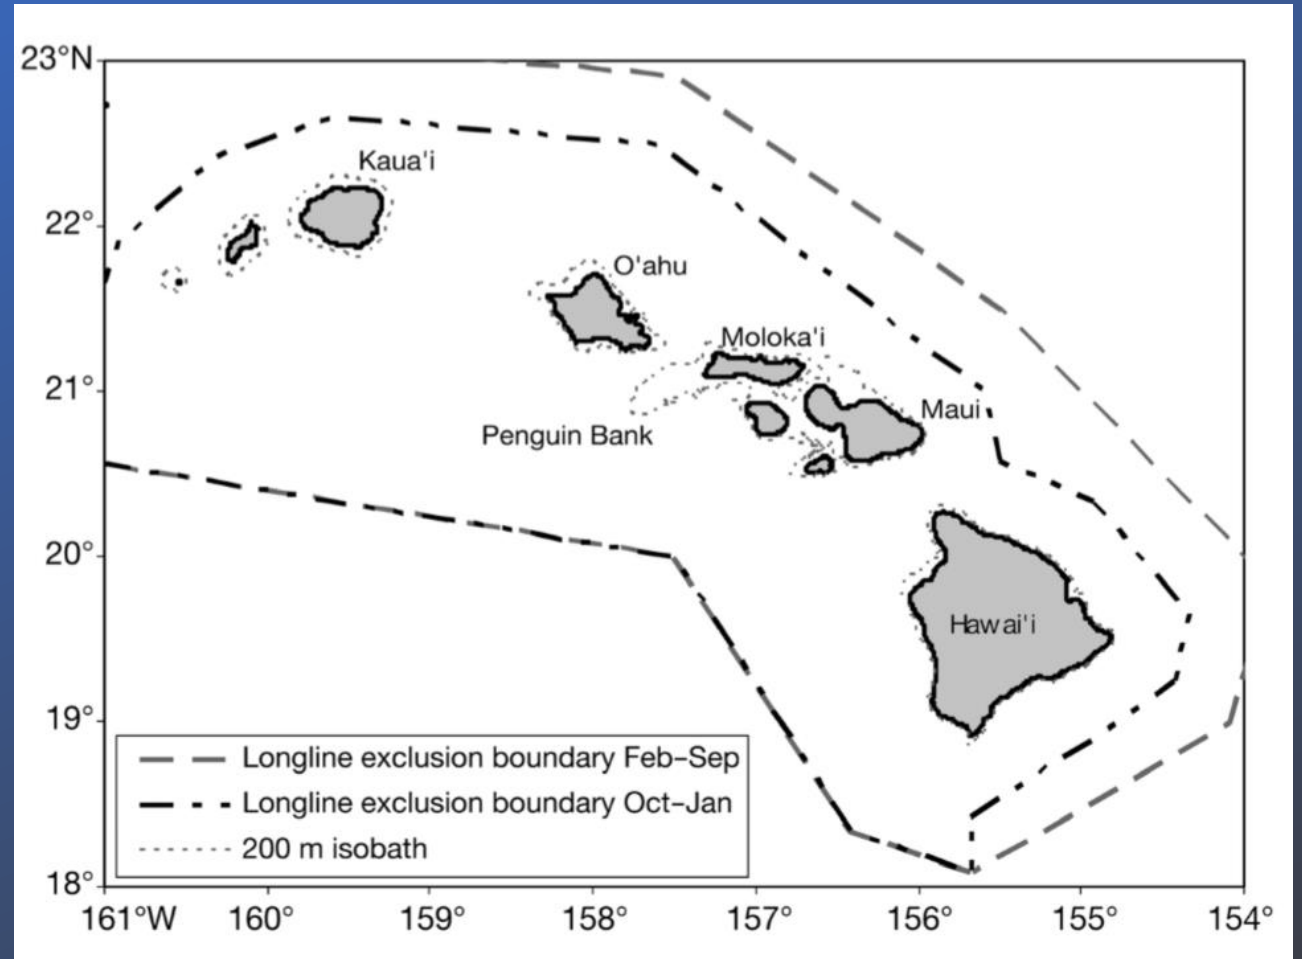 23°N
Kaua'i
22°
O'ahu
Moloka'i
21°
Maui
Penguin Bank
20°
Hawai'i
19°
Longline exclusion boundary Feb–Sep
Longline exclusion boundary Oct–Jan
200 m isobath
18°
161°W 160° 159° 158° 157° 156° 155° 154°